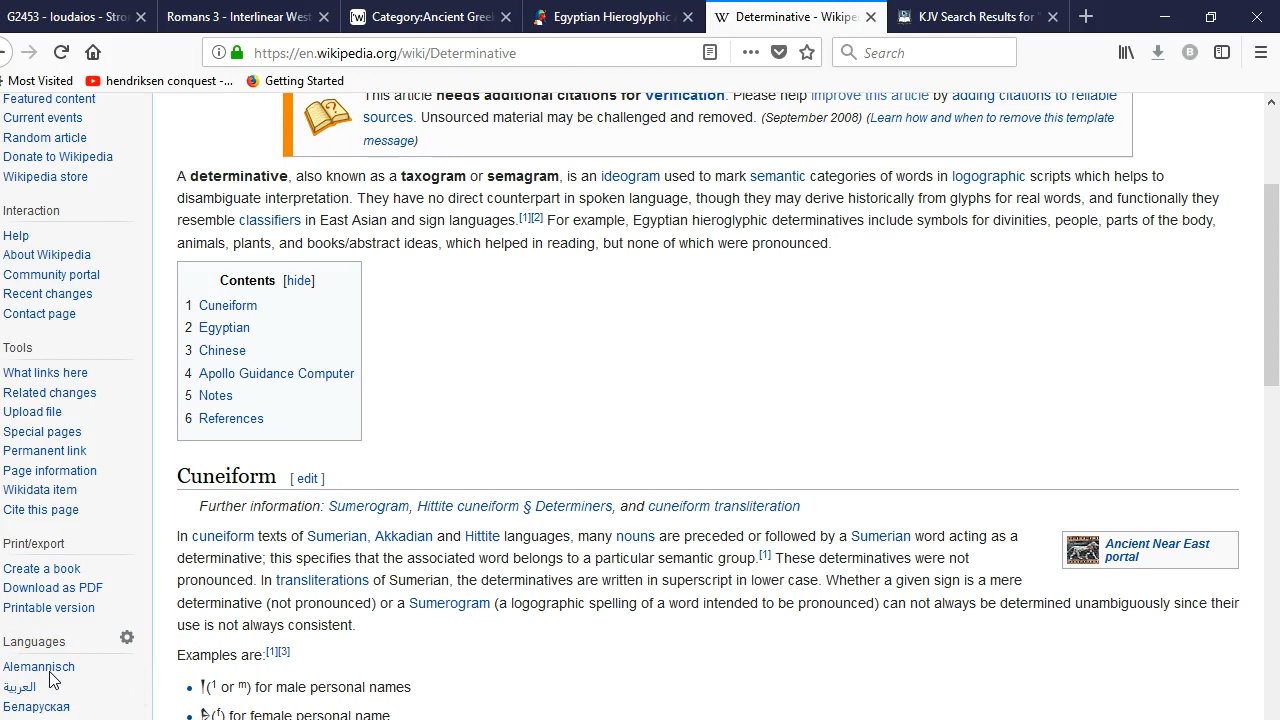 G2453 - Ioudaios - Stro
Romans 3 - Interlinear West
Category:Ancient Greek
Egyptian Hieroglyphic A
Determinative - Wikipe
KJV Search Results for "
https://en.wikipedia.org/wiki/Determinative
Search
Most Visited
hendriksen conquest -...
Getting Started
Featured content
Current events
Random article
Donate to Wikipedia
Wikipedia store
Interaction
Help
About Wikipedia
Community portal
Recent changes
Contact page
Tools
What links here
Related changes
Upload file
Special pages
Permanent link
Page information
Wikidata item
Cite this page
Print/export
Create a book
Download as PDF
Printable version
Languages
Alemannisch
العربية
Беларуская
This article needs additional citations for verification. Please help improve this article by adding citations to reliable
sources. Unsourced material may be challenged and removed. (September 2008) (Learn how and when to remove this template
message)
A determinative, also known as a taxogram or semagram, is an ideogram used to mark semantic categories of words in logographic scripts which helps to
disambiguate interpretation. They have no direct counterpart in spoken language, though they may derive historically from glyphs for real words, and functionally they
resemble classifiers in East Asian and sign languages.[1][2] For example, Egyptian hieroglyphic determinatives include symbols for divinities, people, parts of the body,
animals, plants, and books/abstract ideas, which helped in reading, but none of which were pronounced.
Contents [hide]
1 Cuneiform
2 Egyptian
3 Chinese
4 Apollo Guidance Computer
5 Notes
6 References
Cuneiform [ edit ]
Further information: Sumerogram, Hittite cuneiform § Determiners, and cuneiform transliteration
In cuneiform texts of Sumerian, Akkadian and Hittite languages, many nouns are preceded or followed by a Sumerian word acting as a
determinative; this specifies that the associated word belongs to a particular semantic group.[1] These determinatives were not
pronounced. In transliterations of Sumerian, the determinatives are written in superscript in lower case. Whether a given sign is a mere
determinative (not pronounced) or a Sumerogram (a logographic spelling of a word intended to be pronounced) can not always be determined unambiguously since their
use is not always consistent.
Ancient Near East
portal
Examples are:[1][3]
• 𒁹(1 or m) for male personal names
• (f) for female personal name